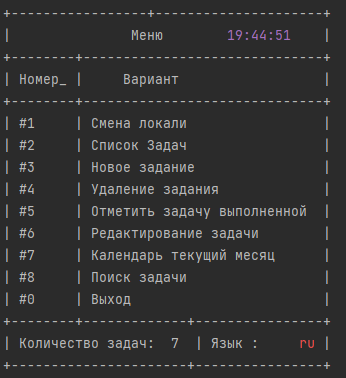 Меню 19:44:51
Номер_ Вариант
#1 Смена локали
#2 Список Задач
#3 Новое задание
#4 Удаление задания
#5 Отметить задачу выполненной
#6 Редактирование задачи
#7 Календарь текущий месяц
#8 Поиск задачи
#0 Выход
Количество задач: 7 | Язык : ru